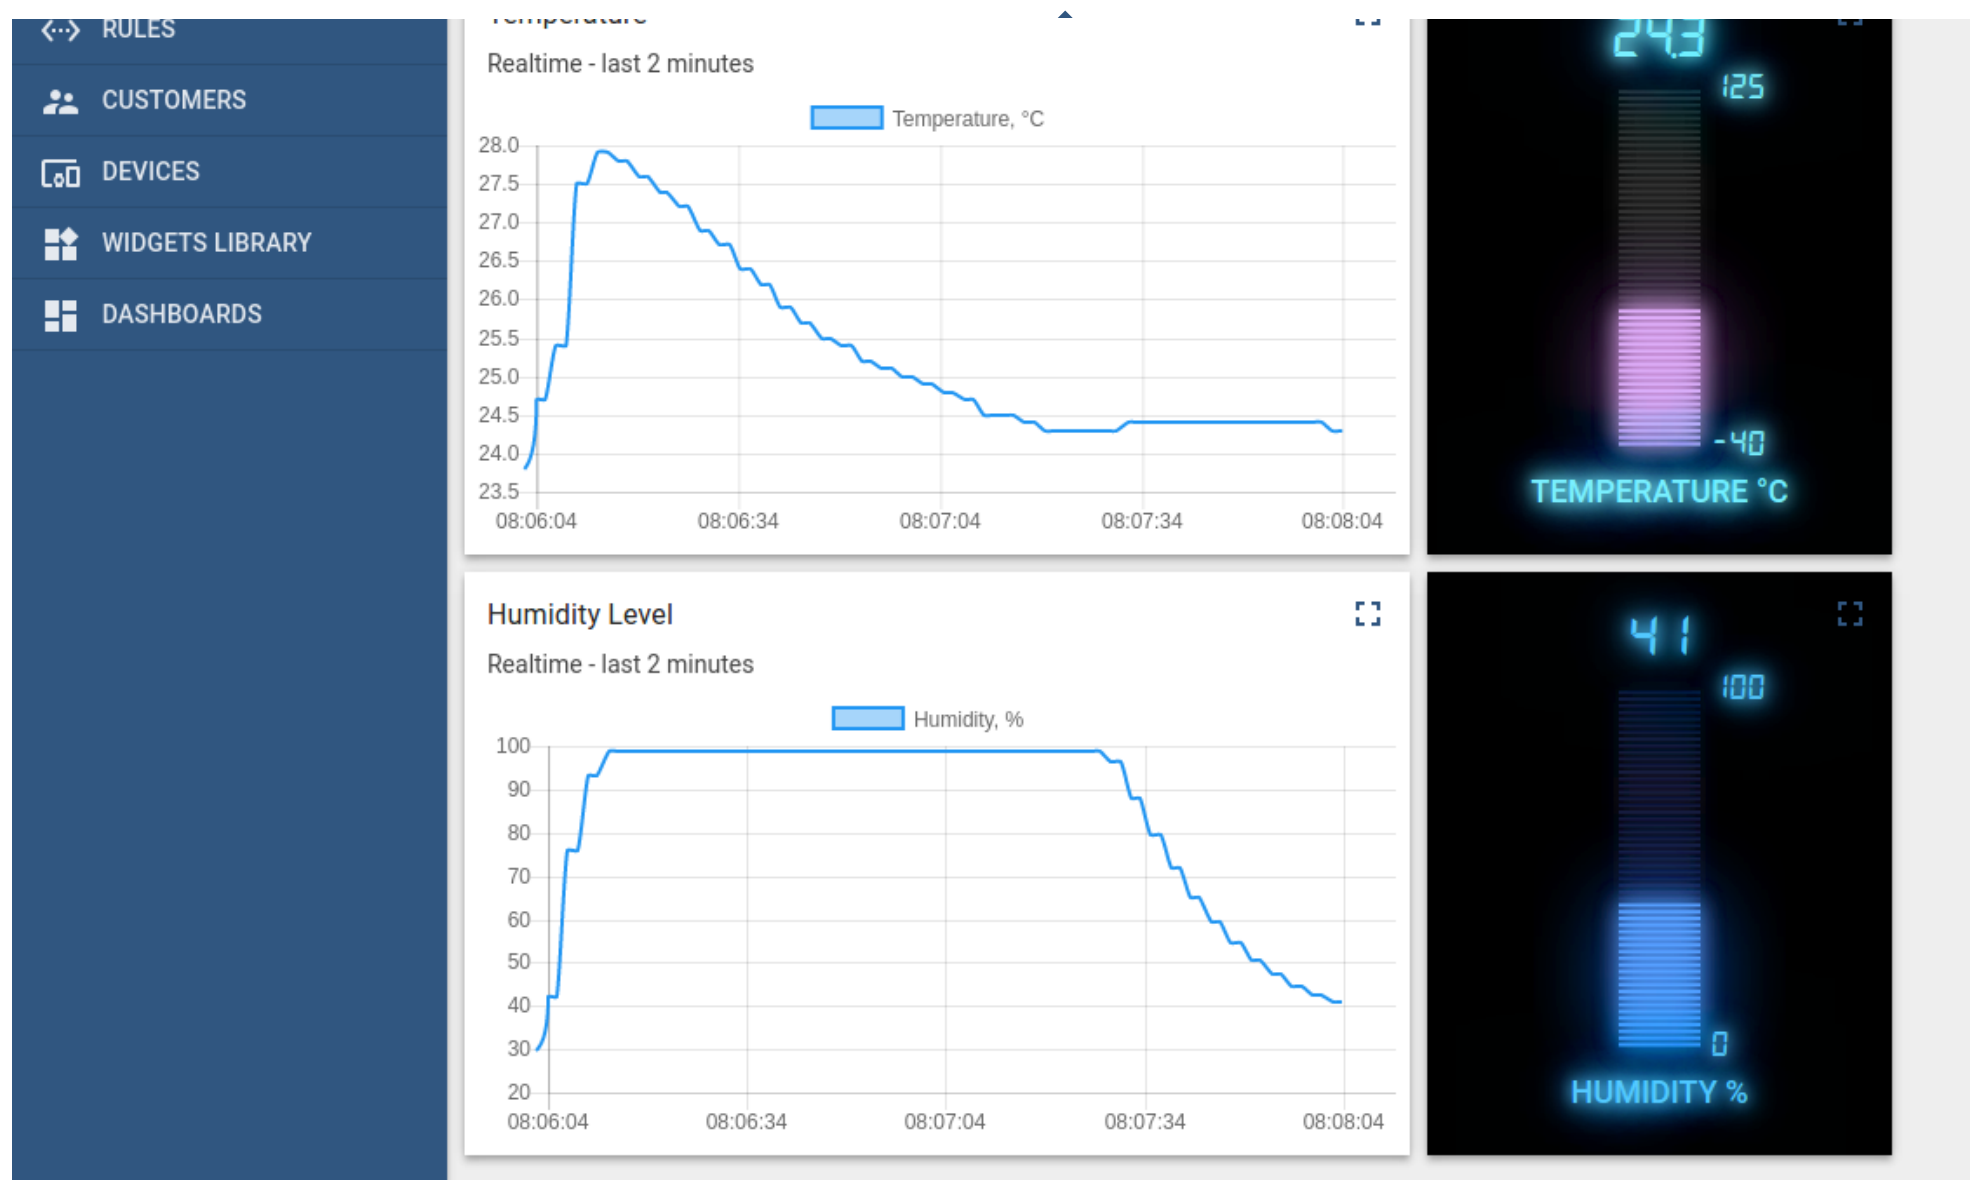 RULES
CUSTOMERS
DEVICES
WIDGETS LIBRARY
DASHBOARDS
Temperature
Realtime - last 2 minutes
Temperature, °C
28.0
27.5
27.0
26.5
26.0
25.5
25.0
24.5
24.0
23.5
08:06:04 08:06:34 08:07:04 08:07:34 08:08:04
24.3
125
-40
TEMPERATURE °C
Humidity Level
Realtime - last 2 minutes
Humidity, %
100
90
80
70
60
50
40
30
20
08:06:04 08:06:34 08:07:04 08:07:34 08:08:04
41
100
0
HUMIDITY %